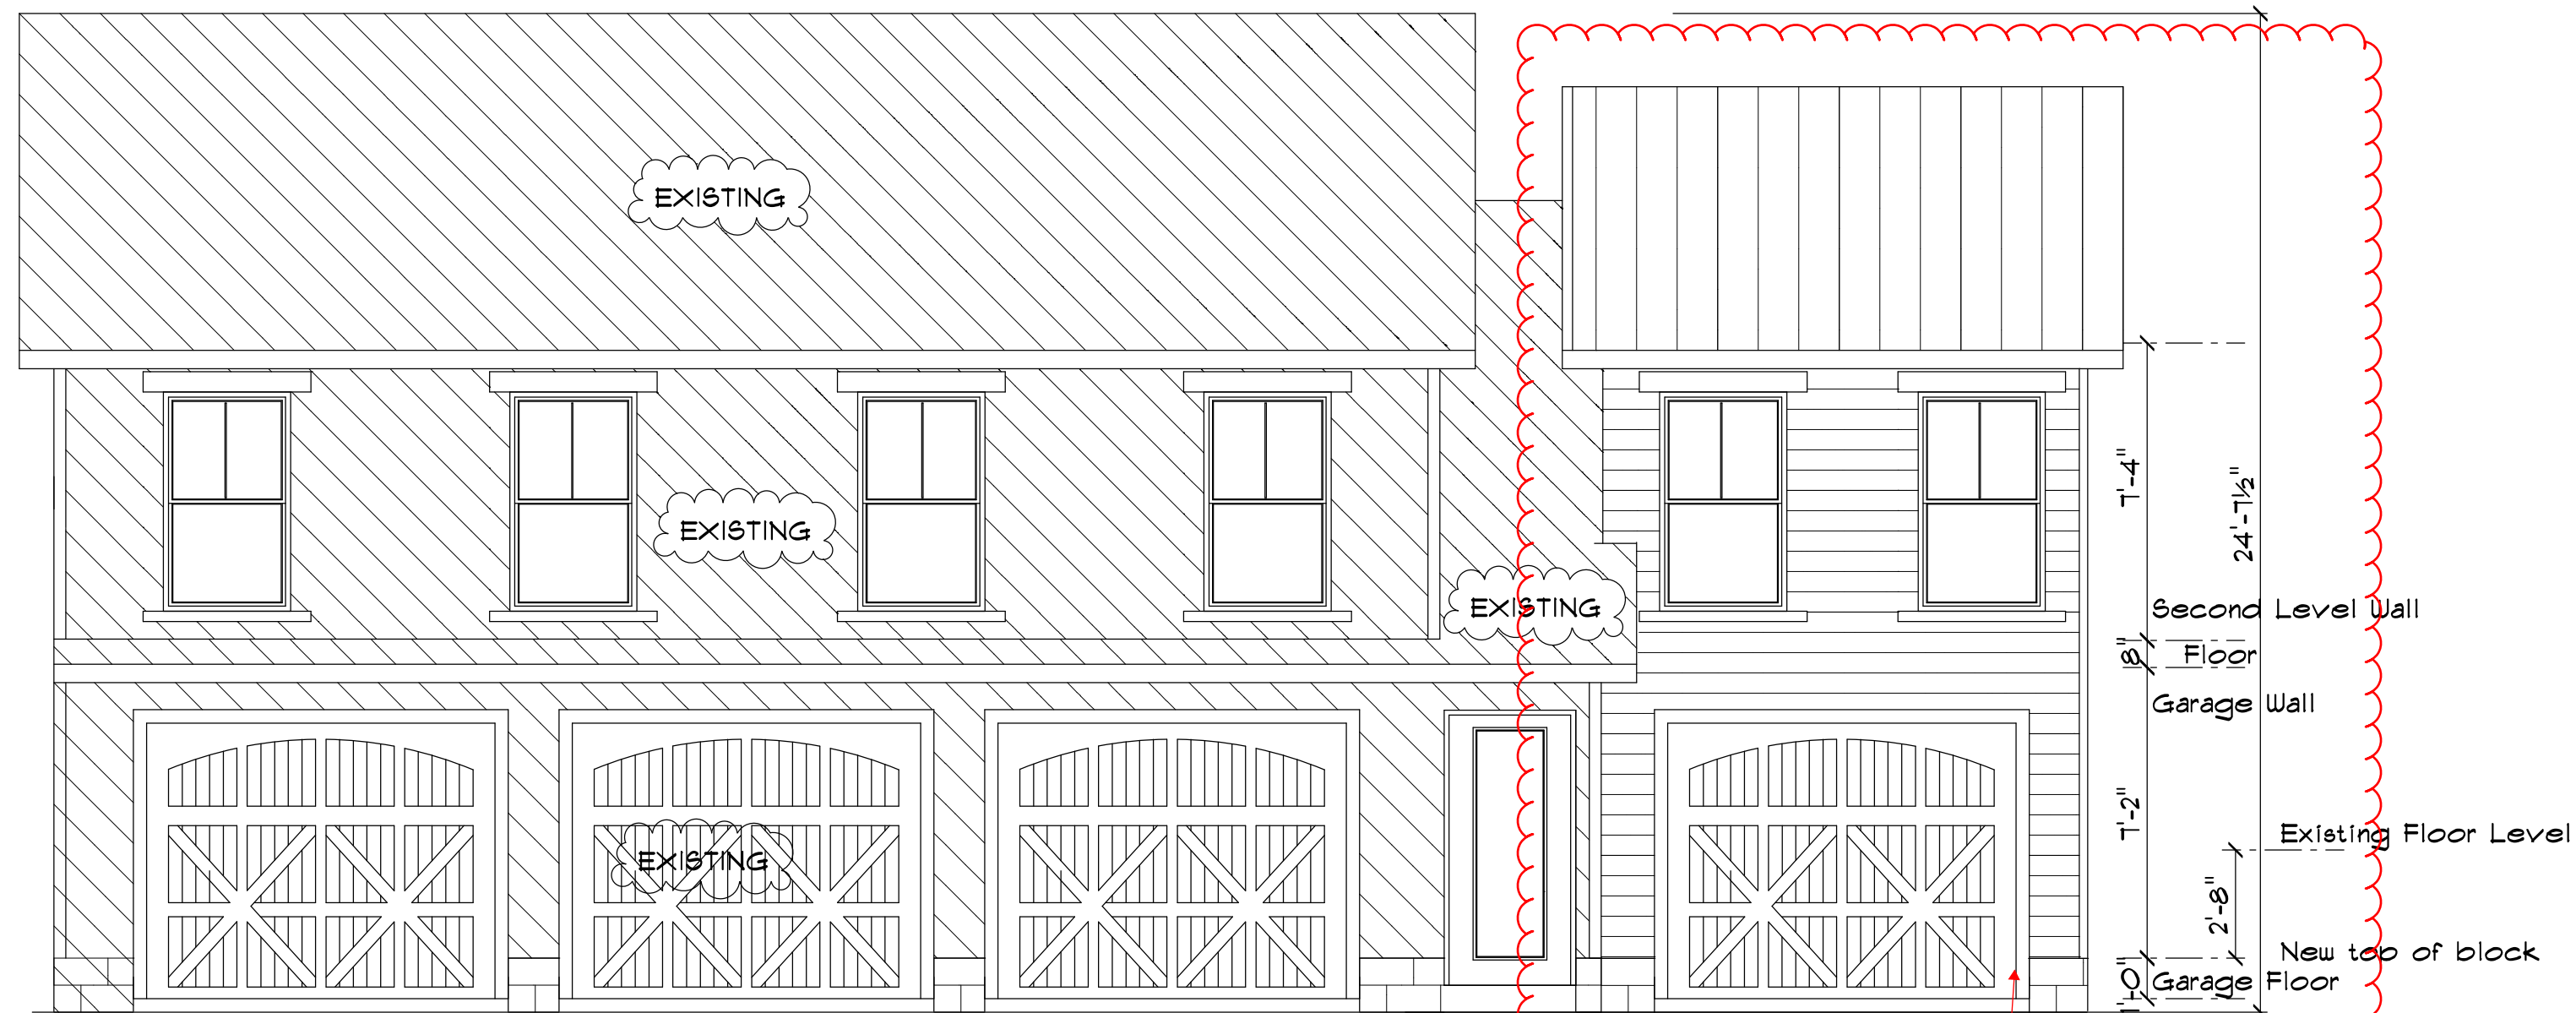 EXISTING
EXISTING
EXISTING
EXISTING
7'-4"
24'-7½"
Second Level Wall
8"
Floor
Garage Wall
7'-2"
Existing Floor Level
2'-8"
New top of block
1'-0"
Garage Floor